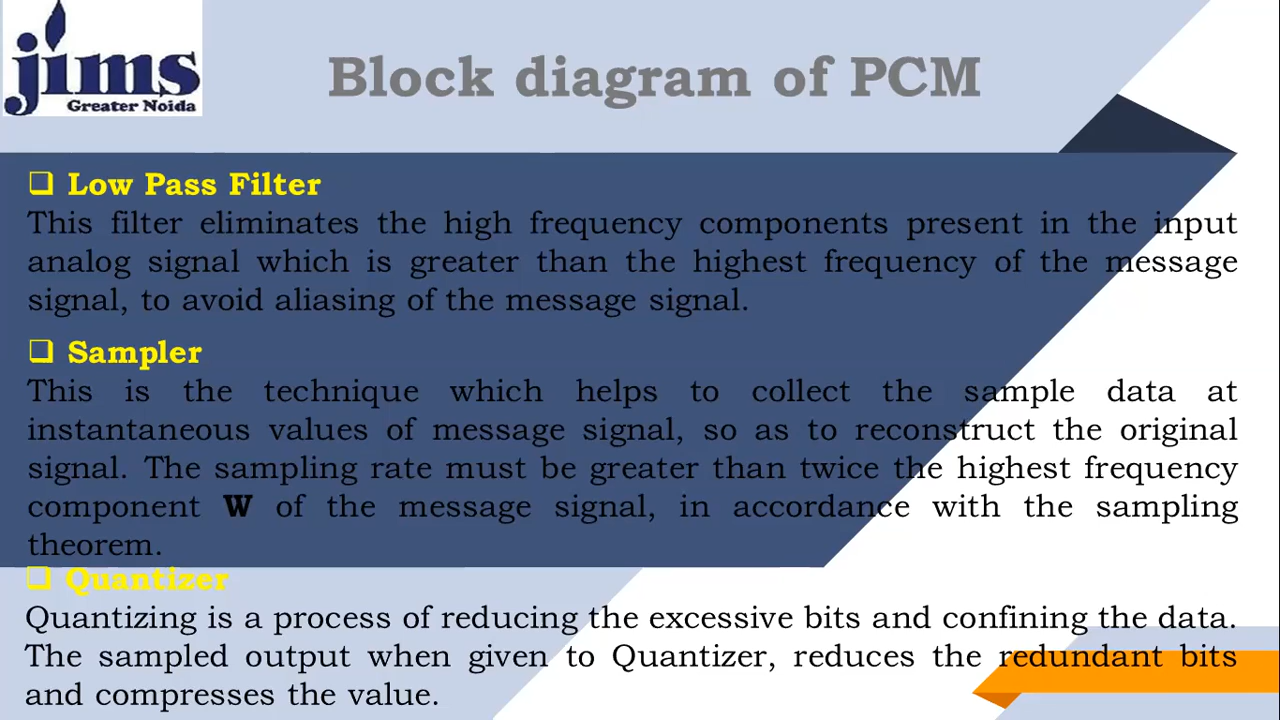 jims
Greater Noida
Block diagram of PCM
Low Pass Filter
This filter eliminates the high frequency components present in the input
analog signal which is greater than the highest frequency of the message
signal, to avoid aliasing of the message signal.
Sampler
This is the technique which helps to collect the sample data at
instantaneous values of message signal, so as to reconstruct the original
signal. The sampling rate must be greater than twice the highest frequency
component W of the message signal, in accordance with the sampling
theorem.
Quantizer
Quantizing is a process of reducing the excessive bits and confining the data.
The sampled output when given to Quantizer, reduces the redundant bits
and compresses the value.